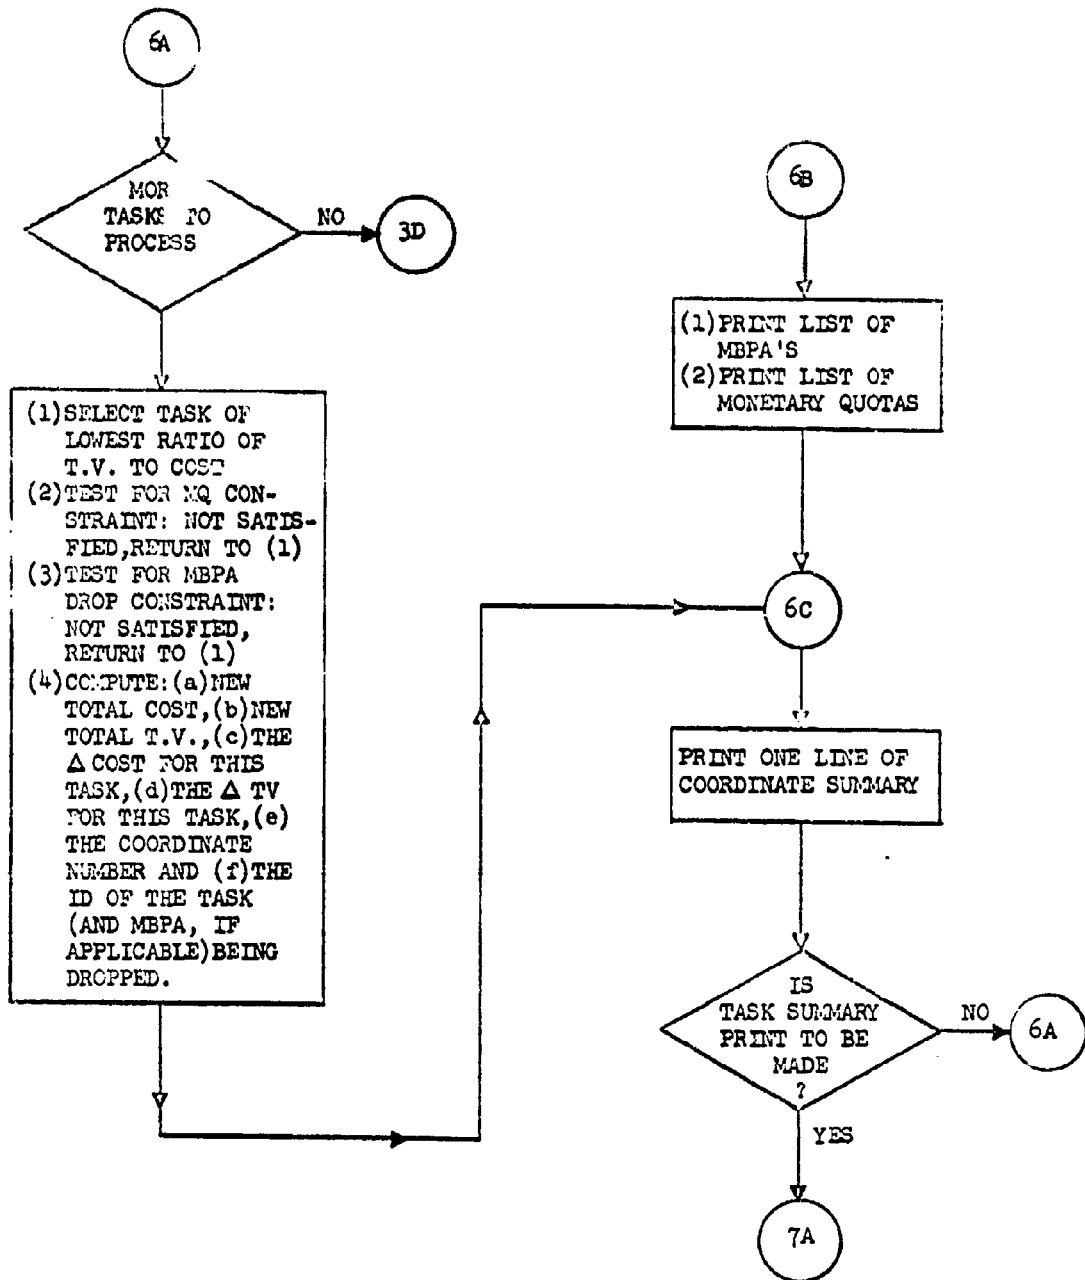 6A
MOR
TASKS TO
PROCESS
NO
3D
(1)SELECT TASK OF
LOWEST RATIO OF
T.V. TO COST
(2)TEST FOR MQ CON-
STRAINT: NOT SATIS-
FIED,RETURN TO (1)
(3)TEST FOR MBPA
DROP CONSTRAINT:
NOT SATISFIED,
RETURN TO (1)
(4)COMPUTE:(a)NEW
TOTAL COST,(b)NEW
TOTAL T.V.,(c)THE
Δ COST FOR THIS
TASK,(d)THE Δ TV
FOR THIS TASK,(e)
THE COORDINATE
NUMBER AND (f)THE
ID OF THE TASK
(AND MBPA, IF
APPLICABLE)BEING
DROPPED.
6B
(1)PRINT LIST OF
MBPA'S
(2)PRINT LIST OF
MONETARY QUOTAS
6C
PRINT ONE LINE OF
COORDINATE SUMMARY
IS
TASK SUMMARY
PRINT TO BE
MADE
?
NO
6A
YES
7A